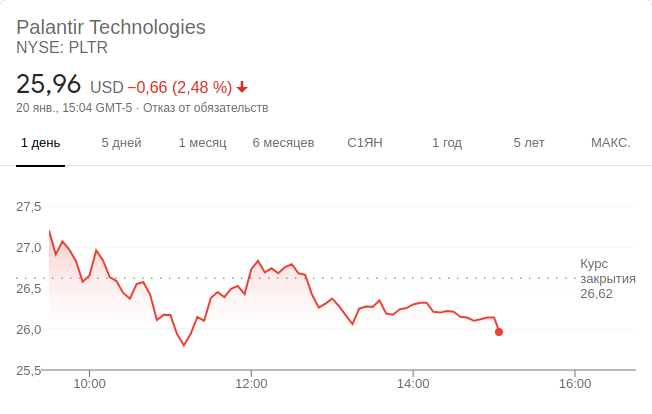 Palantir Technologies
NYSE: PLTR
25,96 USD −0,66 (2,48 %)
20 янв., 15:04 GMT-5 · Отказ от обязательств
1 день 5 дней 1 месяц 6 месяцев С1ЯН 1 год 5 лет МАКС.
27,5
27,0
26,5
26,0
25,5
Курс
закрытия
26,62
10:00 12:00 14:00 16:00